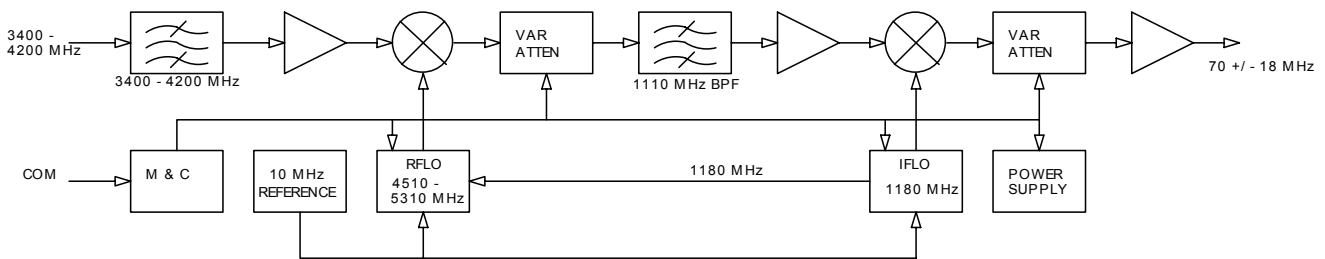 3400 -
4200 MHz
3400 - 4200 MHz
VAR
ATTEN
1110 MHz BPF
VAR
ATTEN
70 +/- 18 MHz
COM
M & C
10 MHz
REFERENCE
RFLO
4510 -
5310 MHz
1180 MHz
IFLO
1180 MHz
POWER
SUPPLY